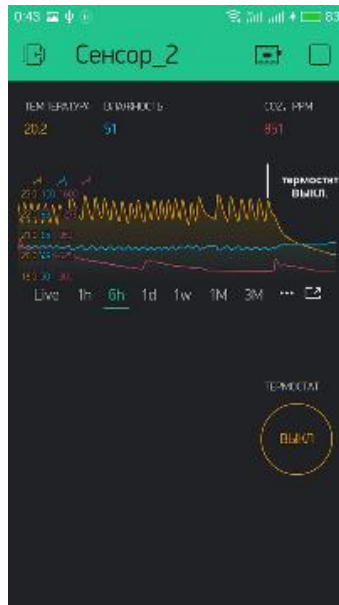 0:43 83
Сенсор_2
ТЕМПЕРАТУРА ВЛАЖНОСТЬ CO2, PPM
20.2 51 851
термостат
ВЫКЛ.
Live 1h 6h 1d 1w 1M 3M ...
ТЕРМОСТАТ
ВЫКЛ